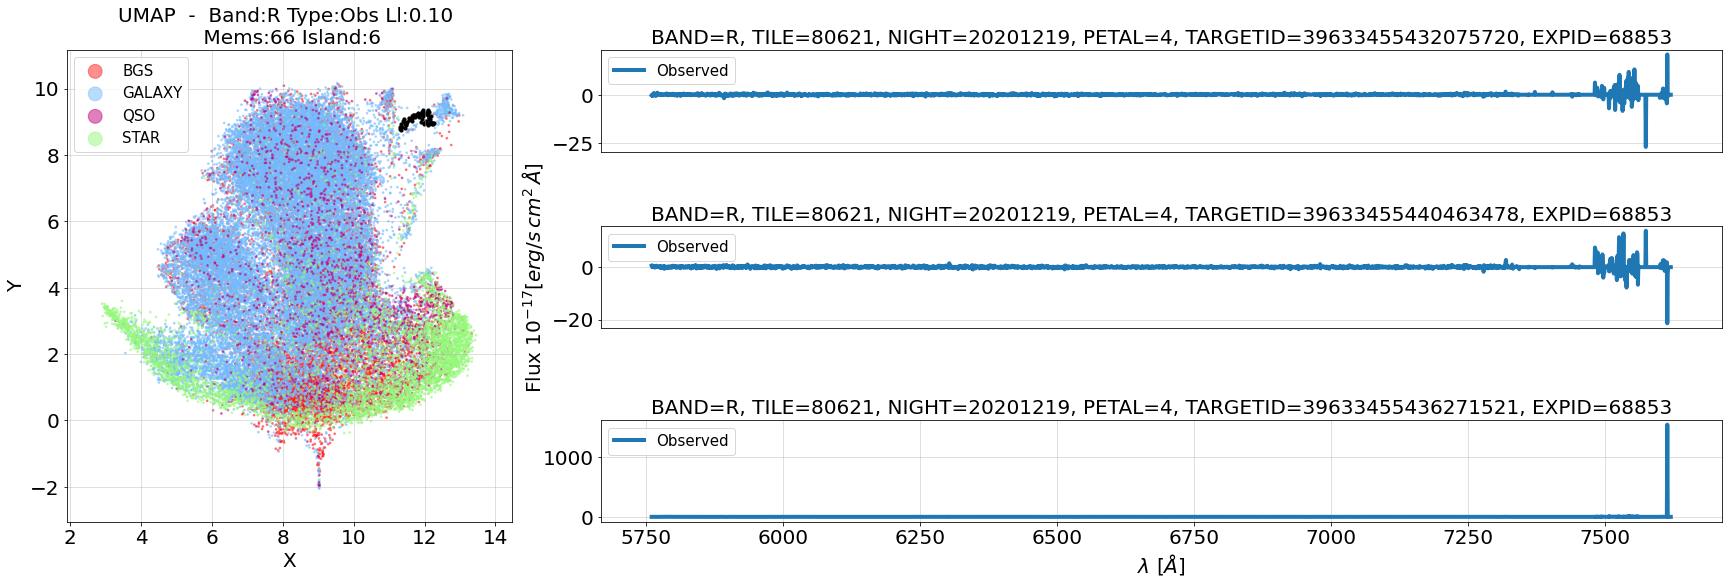 UMAP  -  Band:R Type:Obs Ll:0.10
Mems:66 Island:6
BGS
GALAXY
QSO
STAR
10
8
6
4
2
0
−2
Y
2
4
6
8
10
12
14
X
BAND=R, TILE=80621, NIGHT=20201219, PETAL=4, TARGETID=39633455432075720, EXPID=68853
Observed
0
−25
BAND=R, TILE=80621, NIGHT=20201219, PETAL=4, TARGETID=39633455440463478, EXPID=68853
Observed
0
−20
Flux 10⁻¹⁷[erg/s cm² Å]
BAND=R, TILE=80621, NIGHT=20201219, PETAL=4, TARGETID=39633455436271521, EXPID=68853
Observed
1000
0
5750
6000
6250
6500
6750
7000
7250
7500
λ [Å]